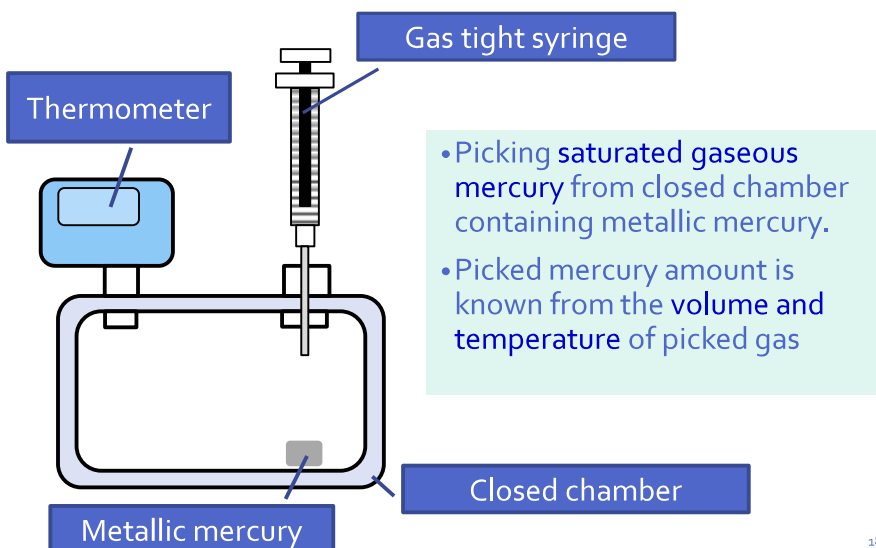 Gas tight syringe
Thermometer
•Picking saturated gaseous
mercury from closed chamber
containing metallic mercury.
•Picked mercury amount is
known from the volume and
temperature of picked gas
Closed chamber
Metallic mercury